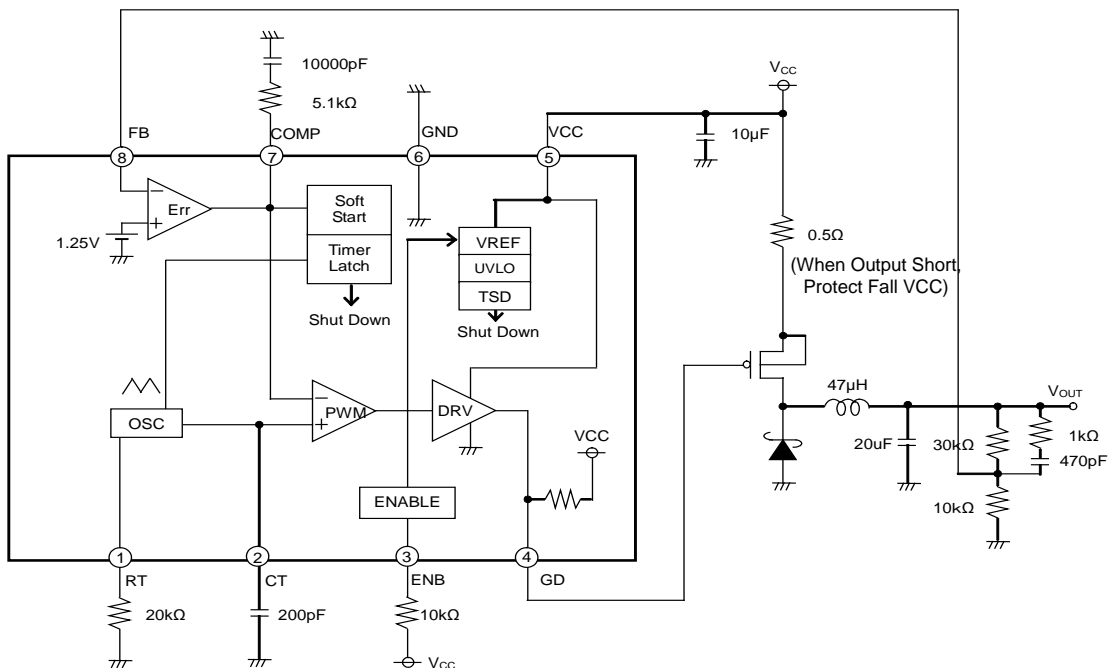 10000pF
5.1kΩ
FB
COMP
GND
VCC
VCC
10μF
8
7
6
5
Err
1.25V
Soft
Start
Timer
Latch
Shut Down
VREF
UVLO
TSD
Shut Down
0.5Ω
(When Output Short,
Protect Fall VCC)
OSC
PWM
DRV
VCC
ENABLE
47μH
VOUT
20uF
30kΩ
1kΩ
470pF
10kΩ
1
2
3
4
RT
CT
ENB
GD
20kΩ
200pF
10kΩ
VCC